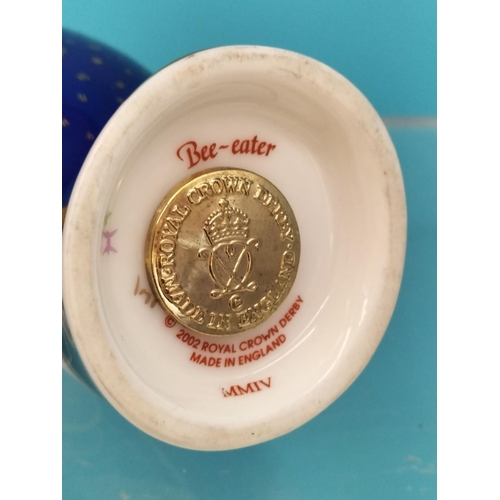 Bee-eater
ROYAL CROWN DERBY
MADE IN ENGLAND
© 2002 ROYAL CROWN DERBY
MADE IN ENGLAND
MMIV